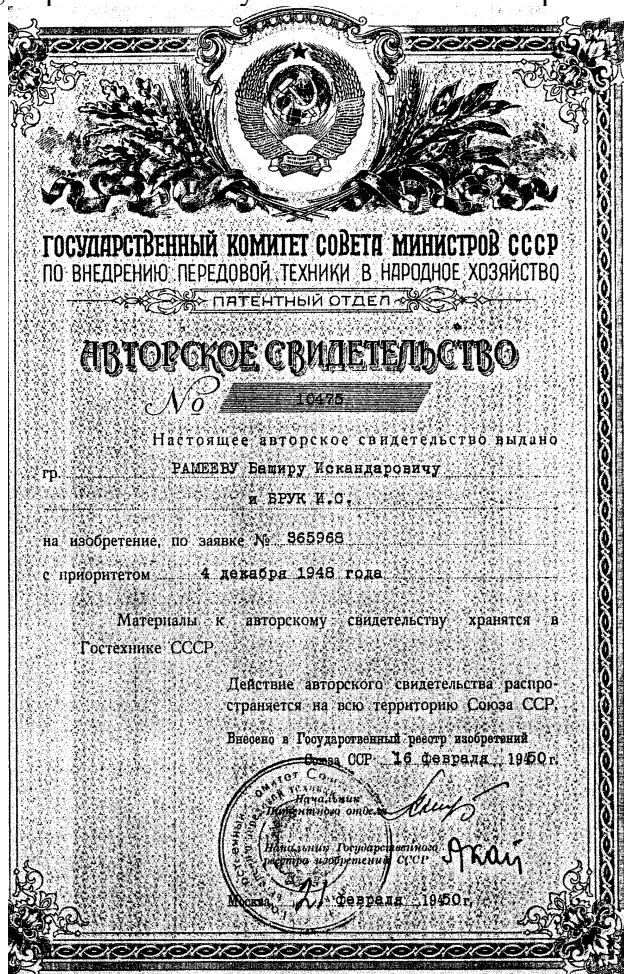 ГОСУДАРСТВЕННЫЙ КОМИТЕТ СОВЕТА МИНИСТРОВ СССР
ПО ВНЕДРЕНИЮ ПЕРЕДОВОЙ ТЕХНИКИ В НАРОДНОЕ ХОЗЯЙСТВО
ПАТЕНТНЫЙ ОТДЕЛ
АВТОРСКОЕ СВИДЕТЕЛЬСТВО
№ 10475
Настоящее авторское свидетельство выдано
гр. РАМЕЕВУ Баширу Искандаровичу
и БРУК И.С.
на изобретение, по заявке № 365968
с приоритетом 4 декабря 1948 года
Материалы к авторскому свидетельству хранятся в
Гостехнике СССР.
Действие авторского свидетельства распро-
страняется на всю территорию Союза ССР.
Внесено в Государственный реестр изобретений
Союза ССР 16 февраля 1950 г.
Начальник
Патентного отдела
Начальник Государственного
реестра изобретений СССР
Москва, 21 февраля 1950 г.